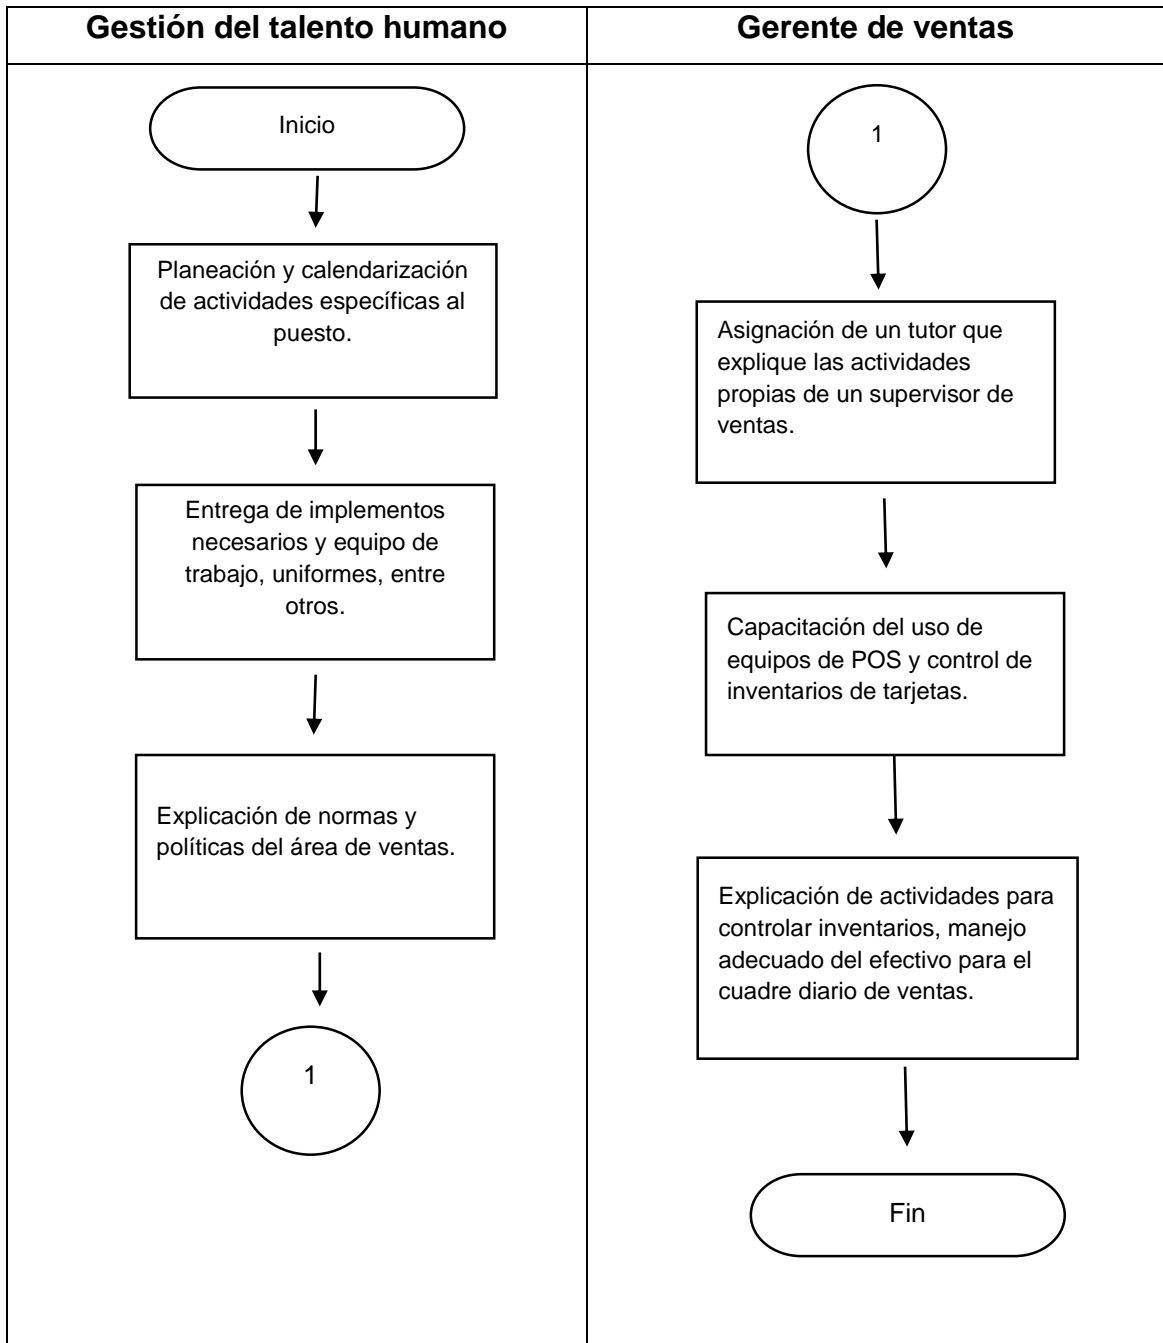 Gestión del talento humano
Inicio
Planeación y calendarización
de actividades específicas al
puesto.
Entrega de implementos
necesarios y equipo de
trabajo, uniformes, entre
otros.
Explicación de normas y
políticas del área de ventas.
1
Gerente de ventas
1
Asignación de un tutor que
explique las actividades
propias de un supervisor de
ventas.
Capacitación del uso de
equipos de POS y control de
inventarios de tarjetas.
Explicación de actividades para
controlar inventarios, manejo
adecuado del efectivo para el
cuadre diario de ventas.
Fin